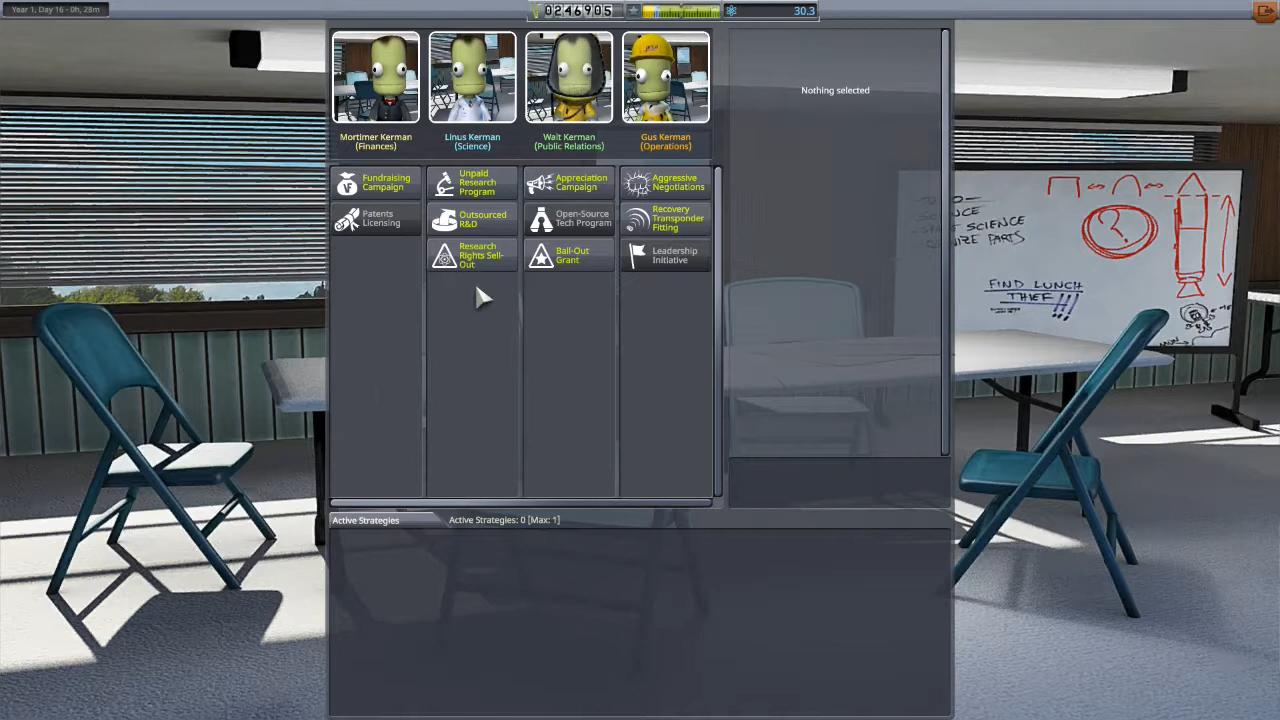 Year 1, Day 16 - 0h, 28m
0246905
30.3
Mortimer Kerman
(Finances)
Linus Kerman
(Science)
Walt Kerman
(Public Relations)
Gus Kerman
(Operations)
Nothing selected
Fundraising
Campaign
Unpaid
Research
Program
Appreciation
Campaign
Aggressive
Negotiations
Patents
Licensing
Outsourced
R&D
Open-Source
Tech Program
Recovery
Transponder
Fitting
Research
Rights Sell-
Out
Bail-Out
Grant
Leadership
Initiative
Active Strategies
Active Strategies: 0 [Max: 1]
SCIENCE
SCIENCE
PARTS
?
FIND LUNCH
THIEF!!!